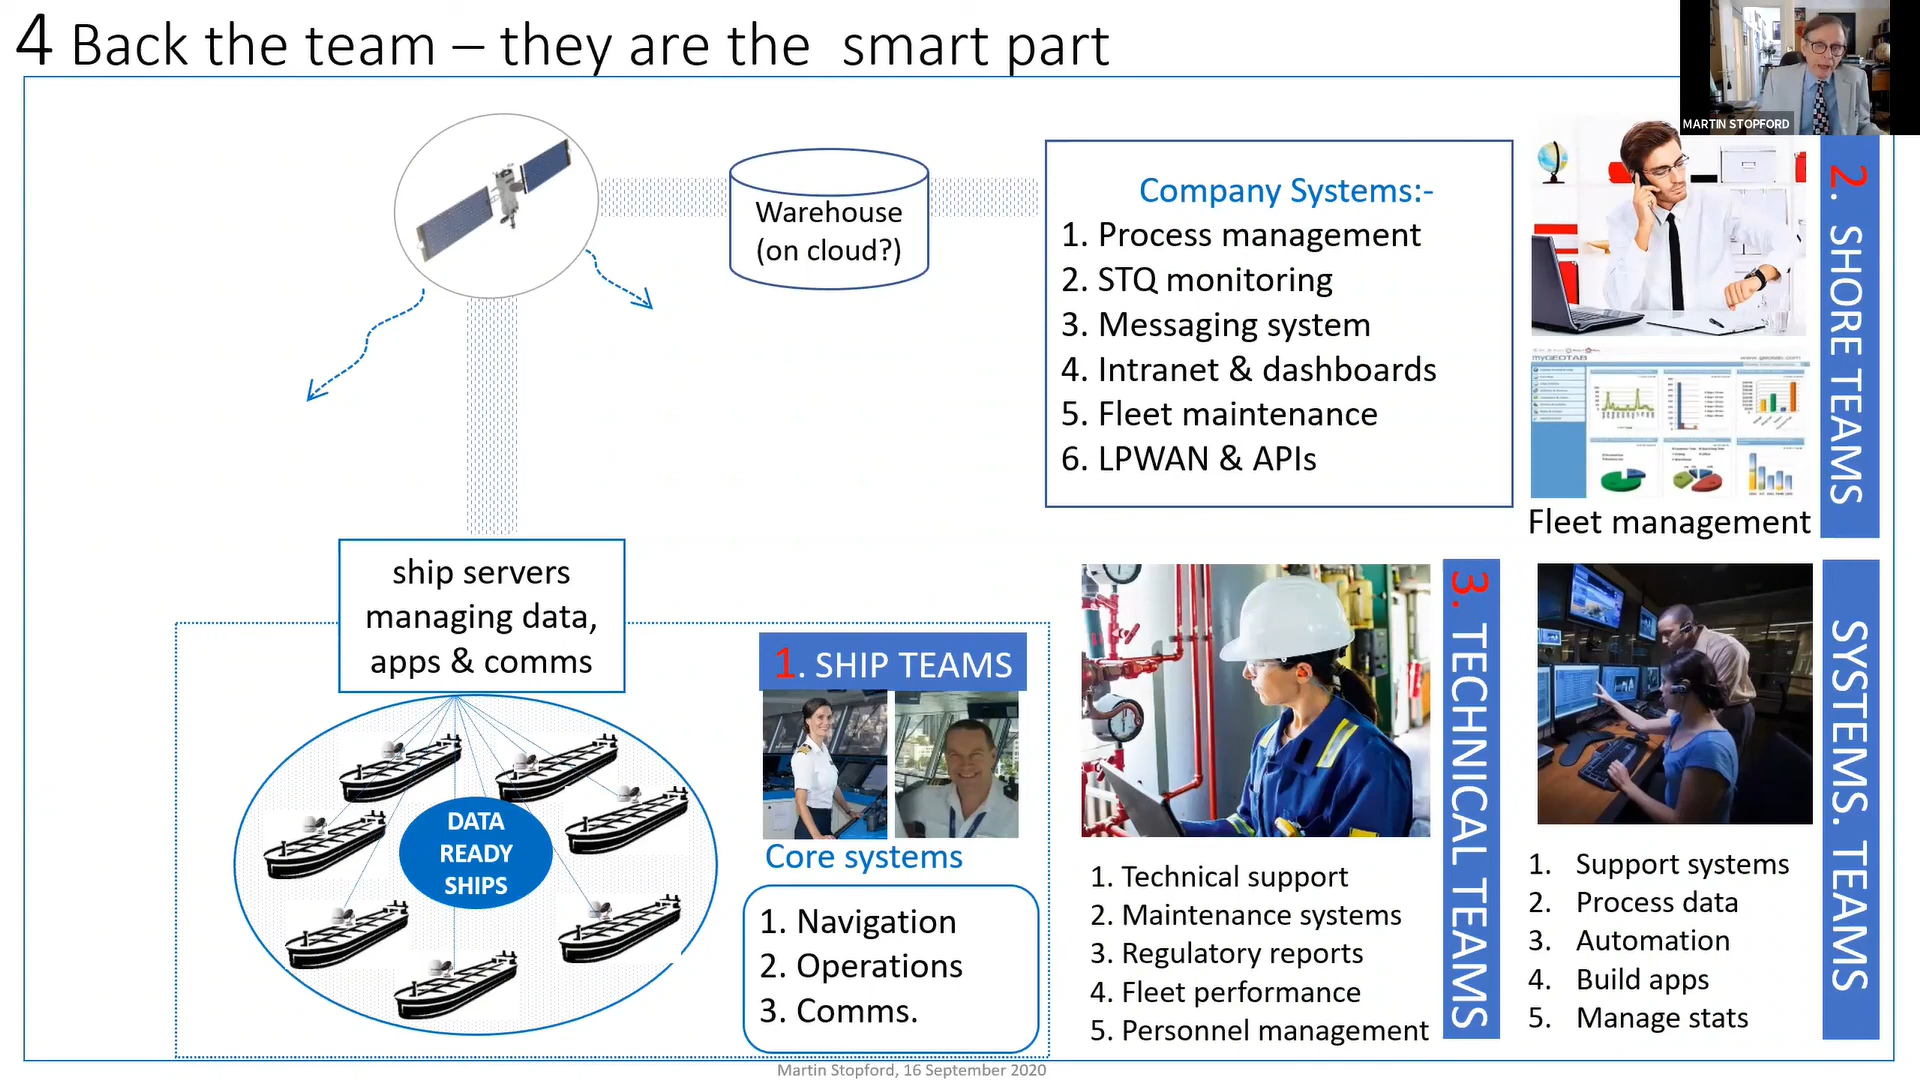 4 Back the team – they are the smart part
MARTIN STOPFORD
Warehouse
(on cloud?)
Company Systems:-
1. Process management
2. STQ monitoring
3. Messaging system
4. Intranet & dashboards
5. Fleet maintenance
6. LPWAN & APIs
myGEOTAB
www.geotab.com
Fleet management
2. SHORE TEAMS
ship servers
managing data,
apps & comms
DATA
READY
SHIPS
1. SHIP TEAMS
Core systems
1. Navigation
2. Operations
3. Comms.
3. TECHNICAL TEAMS
1. Technical support
2. Maintenance systems
3. Regulatory reports
4. Fleet performance
5. Personnel management
SYSTEMS. TEAMS
1. Support systems
2. Process data
3. Automation
4. Build apps
5. Manage stats
Martin Stopford, 16 September 2020